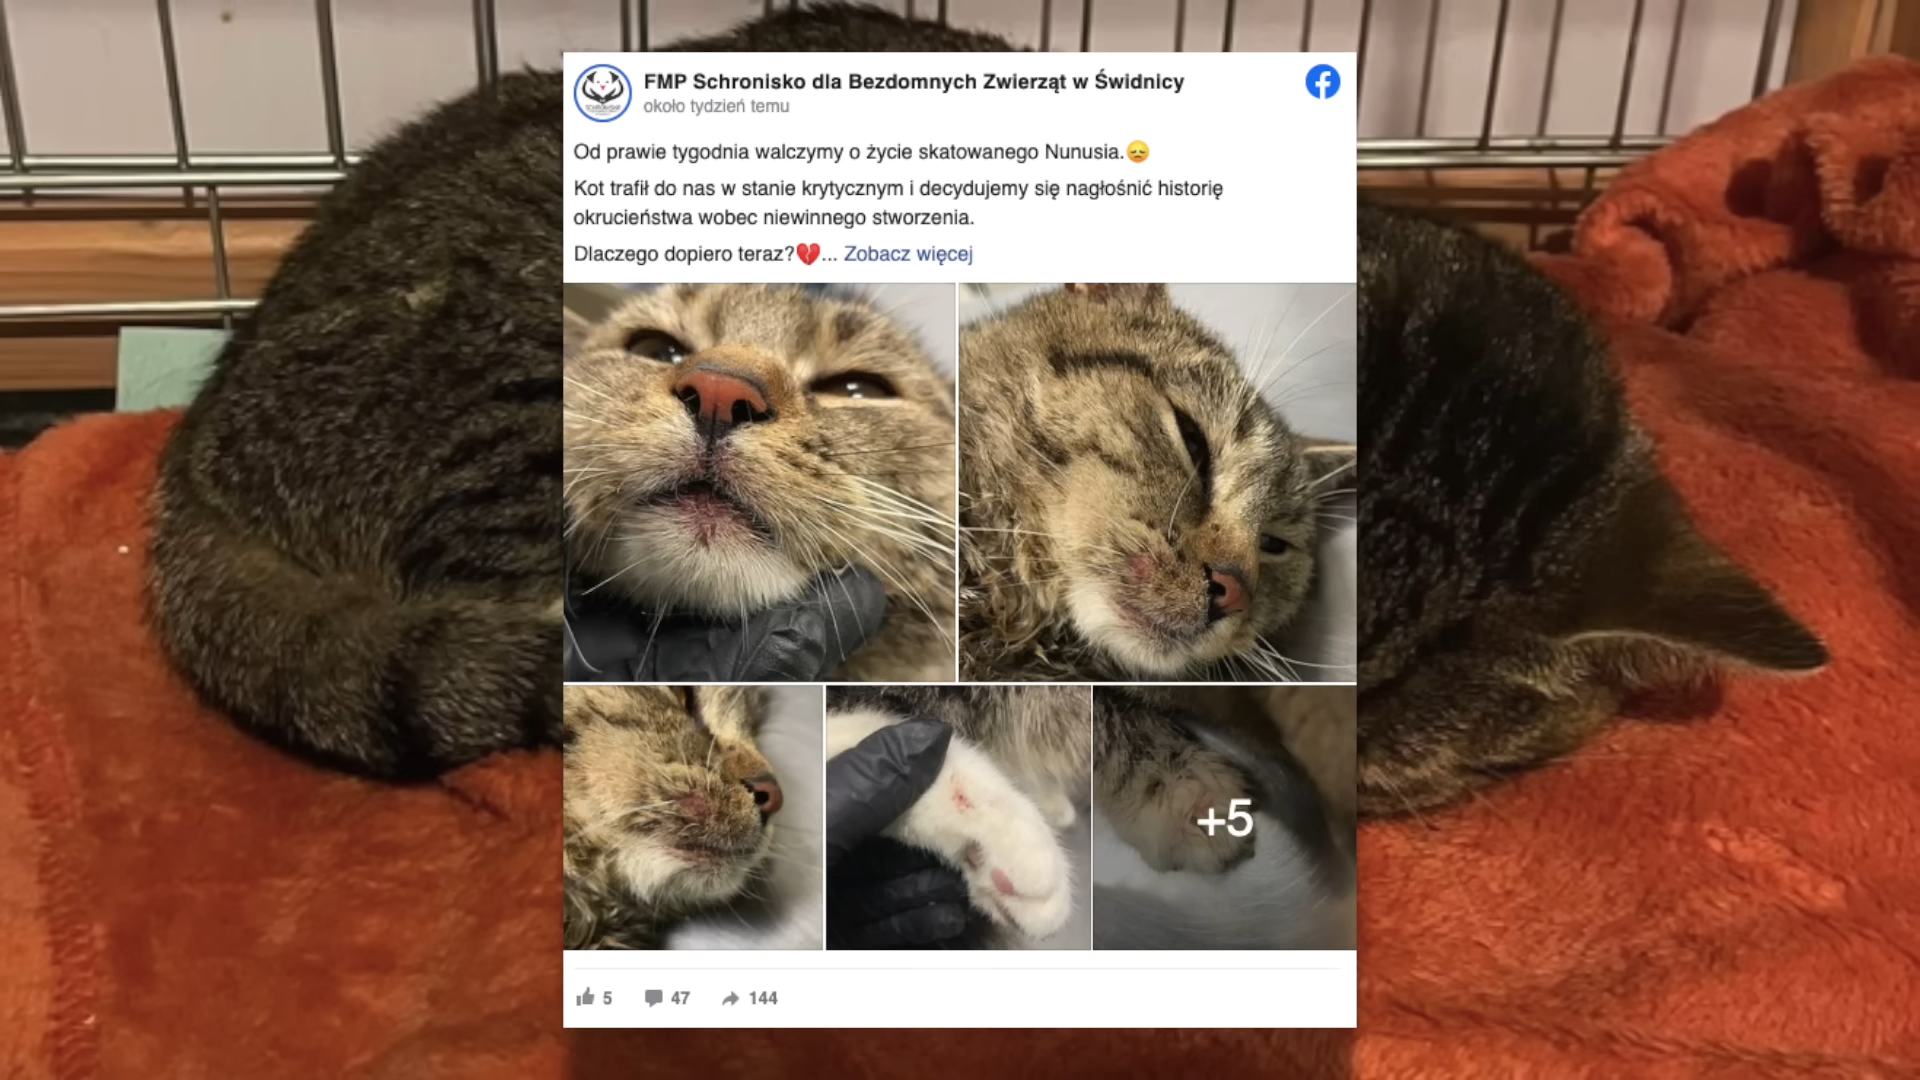 FMP Schronisko dla Bezdomnych Zwierząt w Świdnicy
około tydzień temu
Od prawie tygodnia walczymy o życie skatowanego Nunusia.😞
Kot trafił do nas w stanie krytycznym i decydujemy się nagłośnić historię
okrucieństwa wobec niewinnego stworzenia.
Dlaczego dopiero teraz?💔... Zobacz więcej
+5
5 47 144